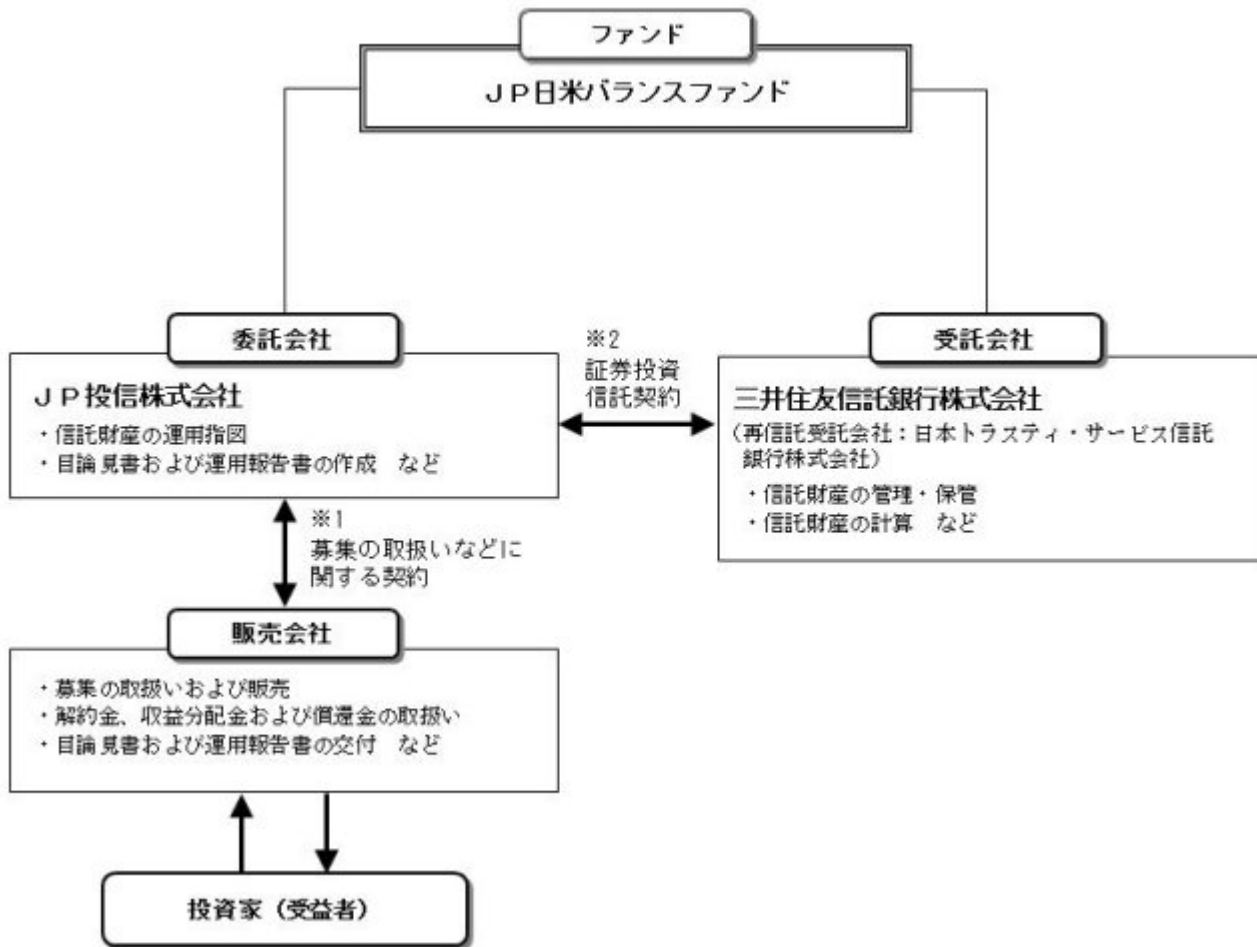 ファンド
ＪＰ日米バランスファンド
委託会社
ＪＰ投信株式会社
・信託財産の運用指図
・目論見書および運用報告書の作成　など
※2
証券投資
信託契約
受託会社
三井住友信託銀行株式会社
（再信託受託会社：日本トラスティ・サービス信託
銀行株式会社）
・信託財産の管理・保管
・信託財産の計算　など
※1
募集の取扱いなどに
関する契約
販売会社
・募集の取扱いおよび販売
・解約金、収益分配金および償還金の取扱い
・目論見書および運用報告書の交付　など
投資家（受益者）